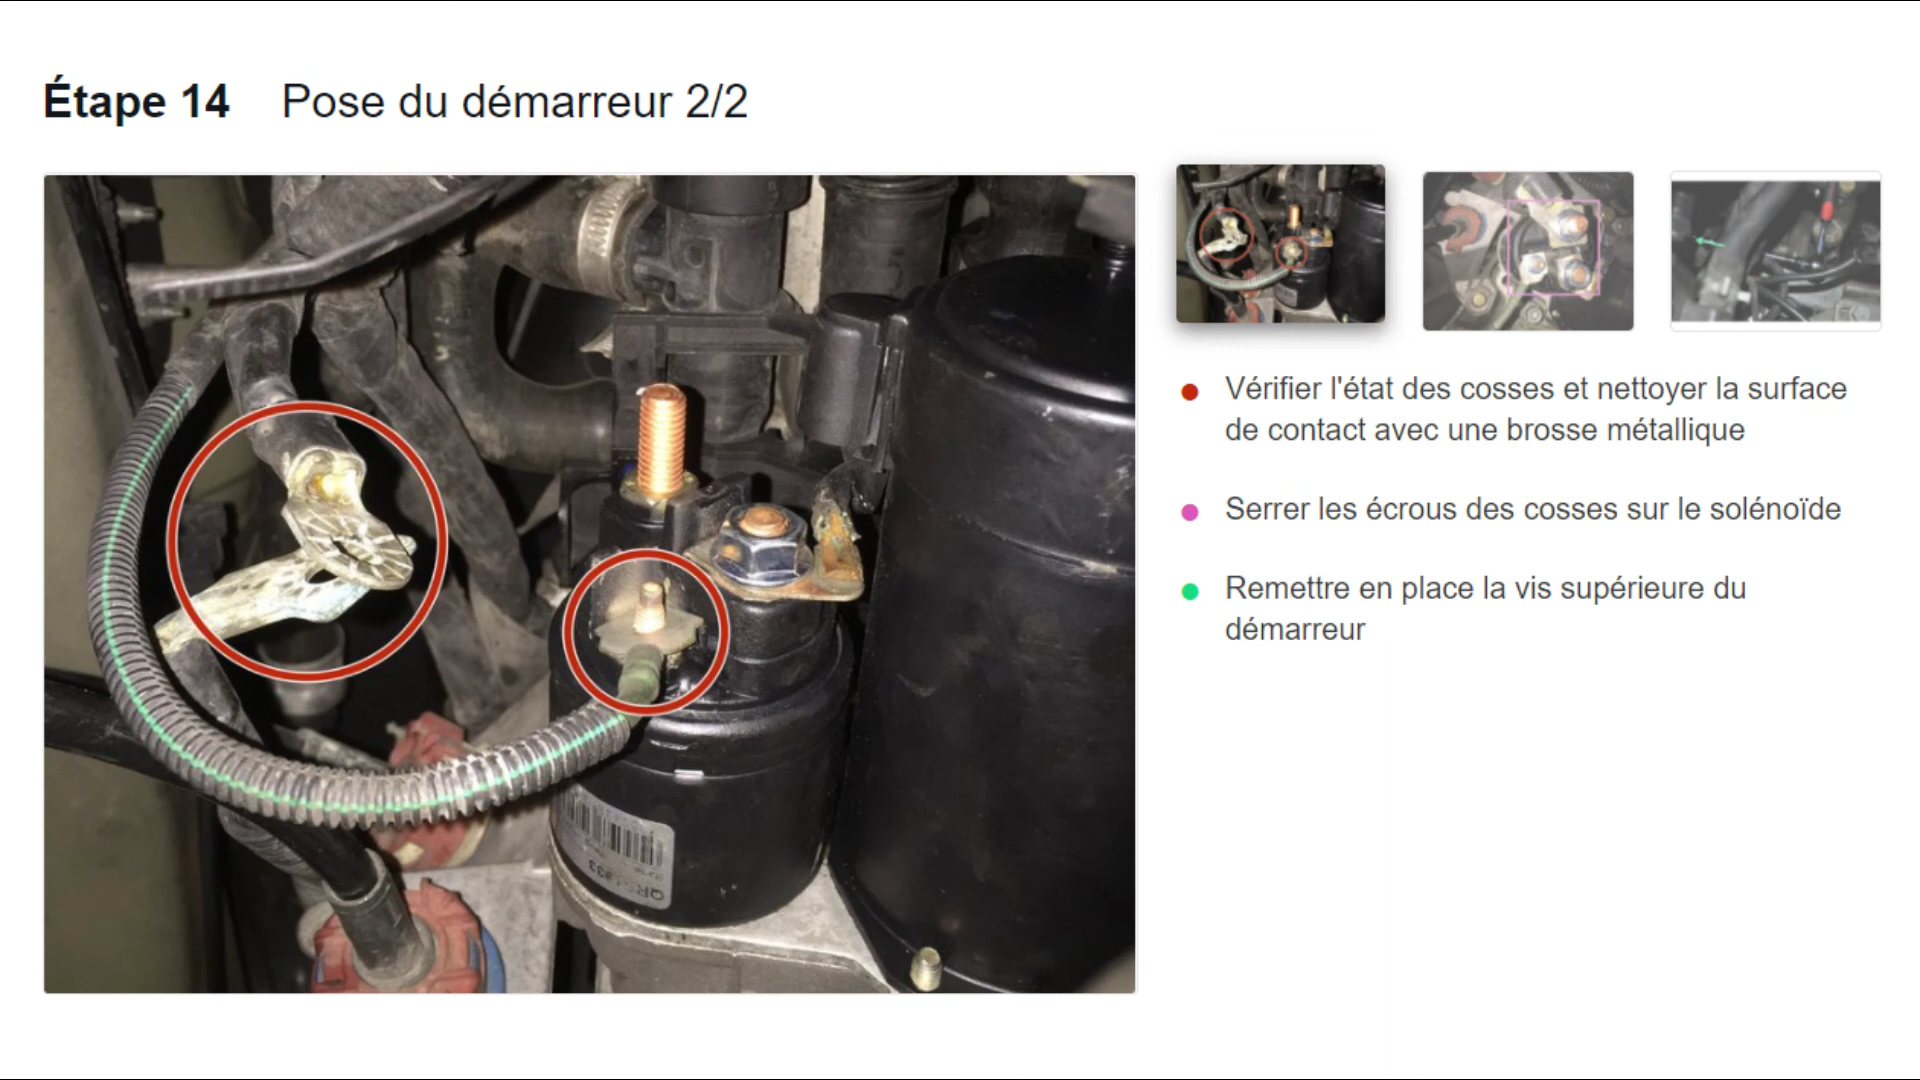 Étape 14 Pose du démarreur 2/2
Vérifier l'état des cosses et nettoyer la surface
de contact avec une brosse métallique
Serrer les écrous des cosses sur le solénoïde
Remettre en place la vis supérieure du
démarreur